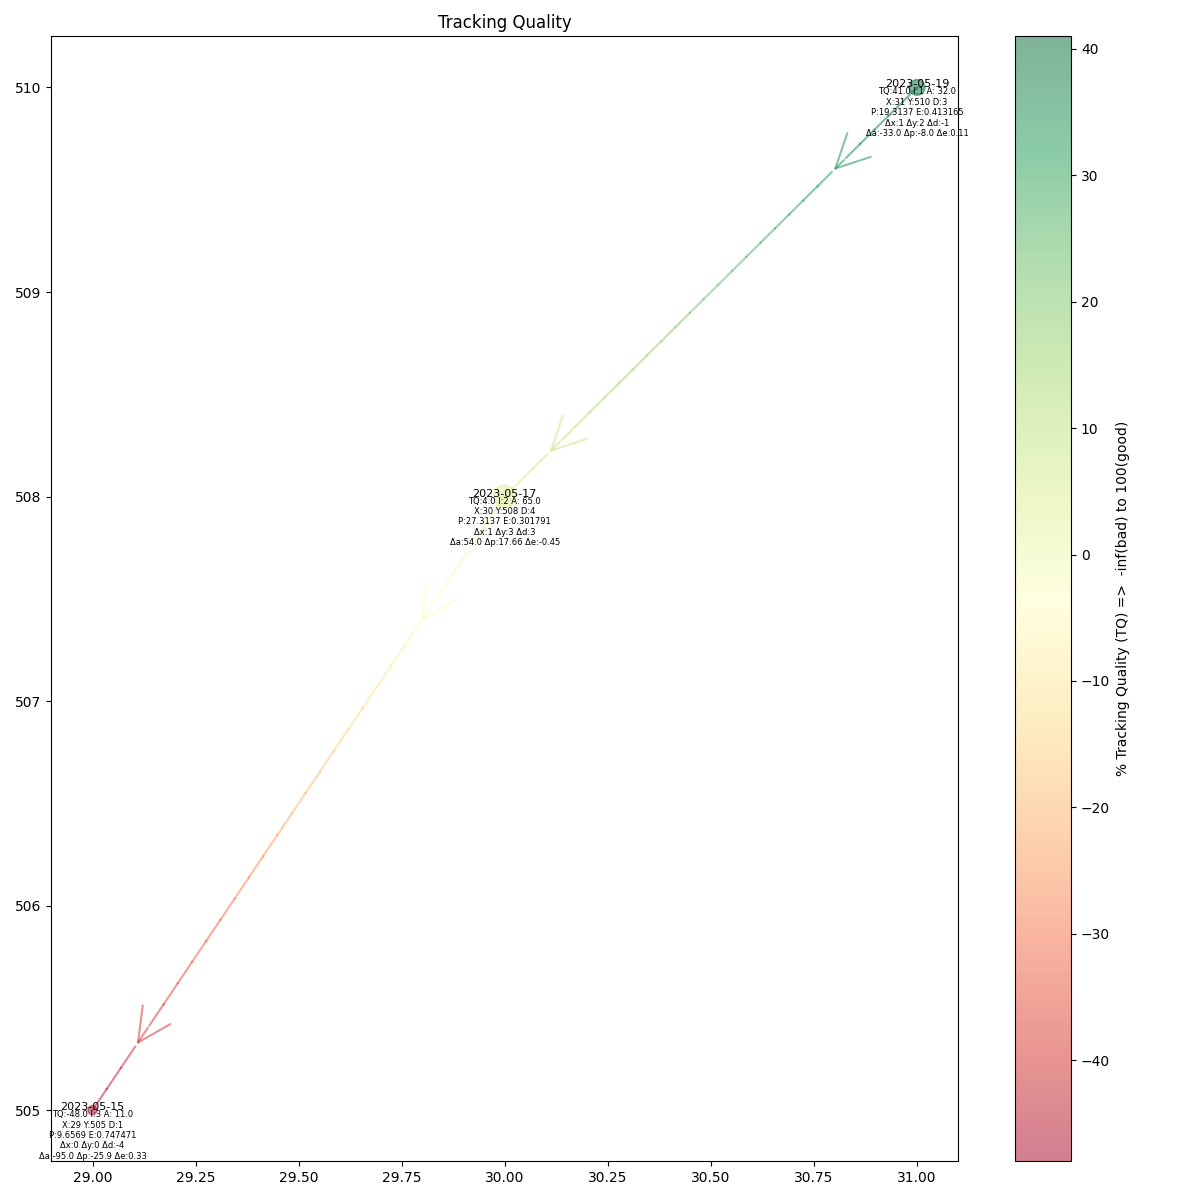 Tracking Quality
510
509
508
507
506
505
29.00
29.25
29.50
29.75
30.00
30.25
30.50
30.75
31.00
2023-05-19
TQ:41.0 I:1 A: 32.0
X:31 Y:510 D:3
P:19.3137 E:0.413165
Δx:1 Δy:2 Δd:-1
Δa:-33.0 Δp:-8.0 Δe:0.11
2023-05-17
TQ:4.0 I:2 A: 65.0
X:30 Y:508 D:4
P:27.3137 E:0.301791
Δx:1 Δy:3 Δd:3
Δa:54.0 Δp:17.66 Δe:-0.45
2023-05-15
TQ:-48.0 I:3 A: 11.0
X:29 Y:505 D:1
P:9.6569 E:0.747471
Δx:0 Δy:0 Δd:-4
Δa:-95.0 Δp:-25.9 Δe:0.33
40
30
20
10
0
−10
−20
−30
−40
% Tracking Quality (TQ) => -inf(bad) to 100(good)